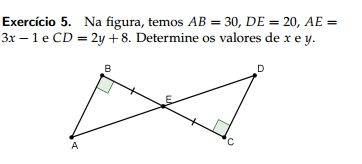 Exercício 5. Na figura, temos AB = 30, DE = 20, AE =
3x − 1 e CD = 2y + 8. Determine os valores de x e y.
B
D
E
A
C